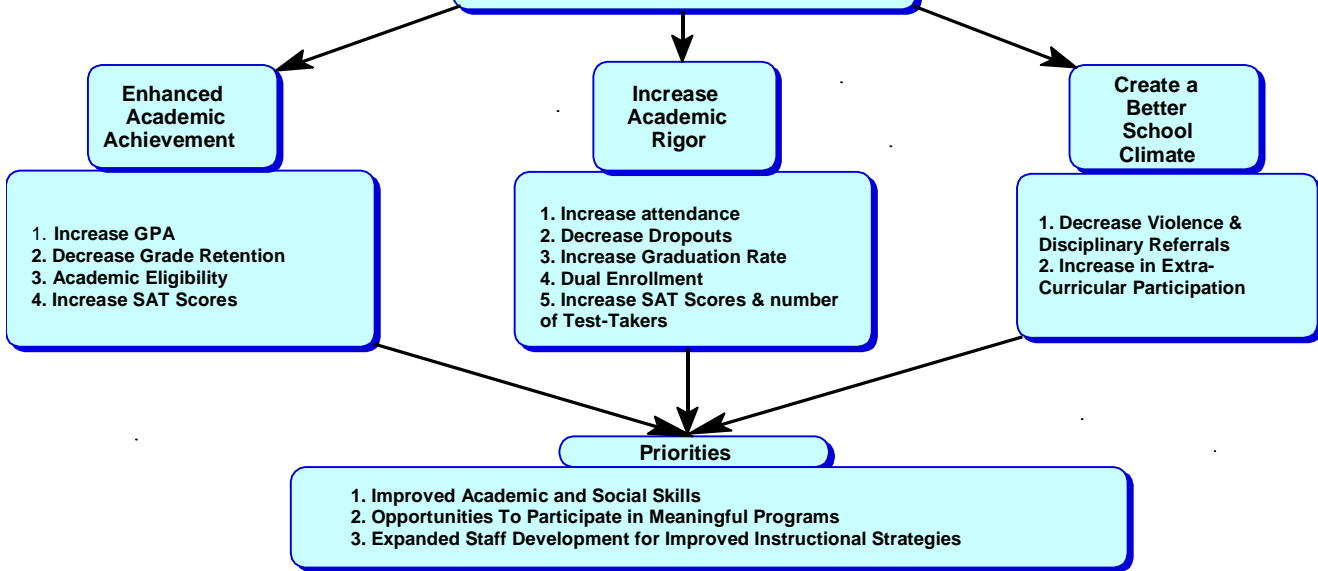 Enhanced
Academic
Achievement
1. Increase GPA
2. Decrease Grade Retention
3. Academic Eligibility
4. Increase SAT Scores
Increase
Academic
Rigor
1. Increase attendance
2. Decrease Dropouts
3. Increase Graduation Rate
4. Dual Enrollment
5. Increase SAT Scores & number
of Test-Takers
Create a
Better
School
Climate
1. Decrease Violence &
Disciplinary Referrals
2. Increase in Extra-
Curricular Participation
Priorities
1. Improved Academic and Social Skills
2. Opportunities To Participate in Meaningful Programs
3. Expanded Staff Development for Improved Instructional Strategies